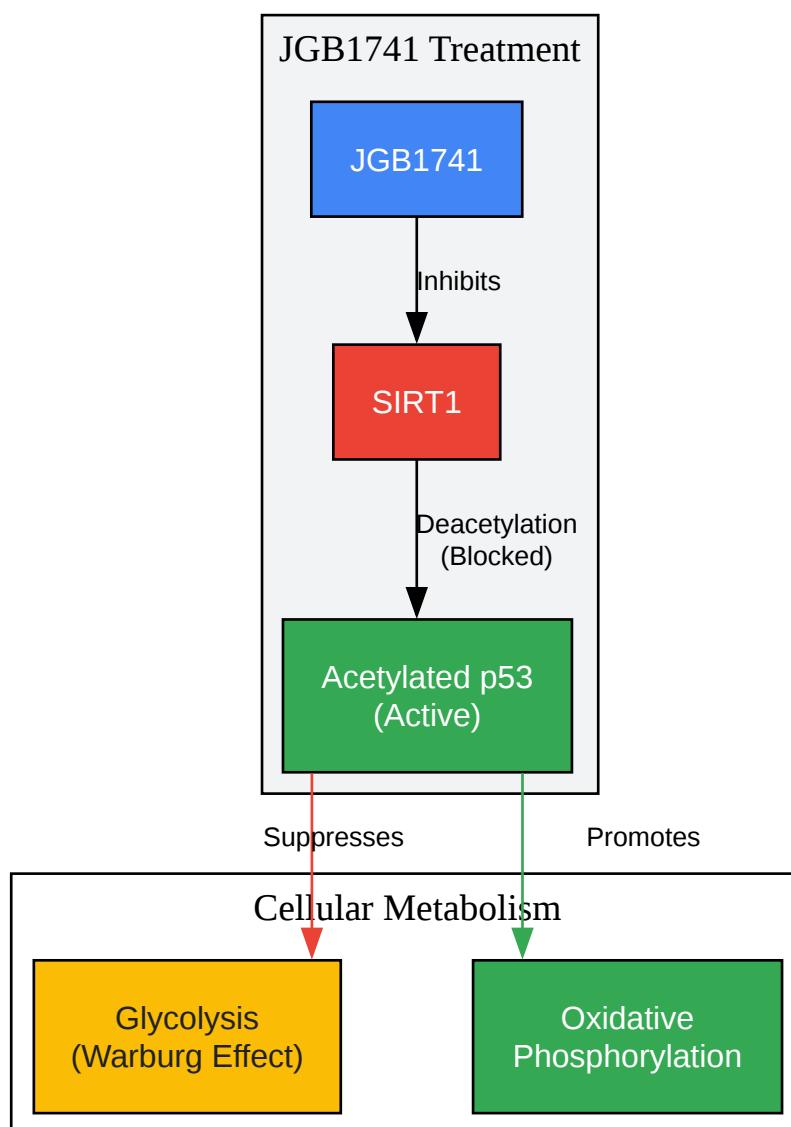 JGB1741 Treatment
JGB1741
Inhibits
SIRT1
Deacetylation
(Blocked)
Acetylated p53
(Active)
Suppresses
Promotes
Cellular Metabolism
Glycolysis
(Warburg Effect)
Oxidative
Phosphorylation